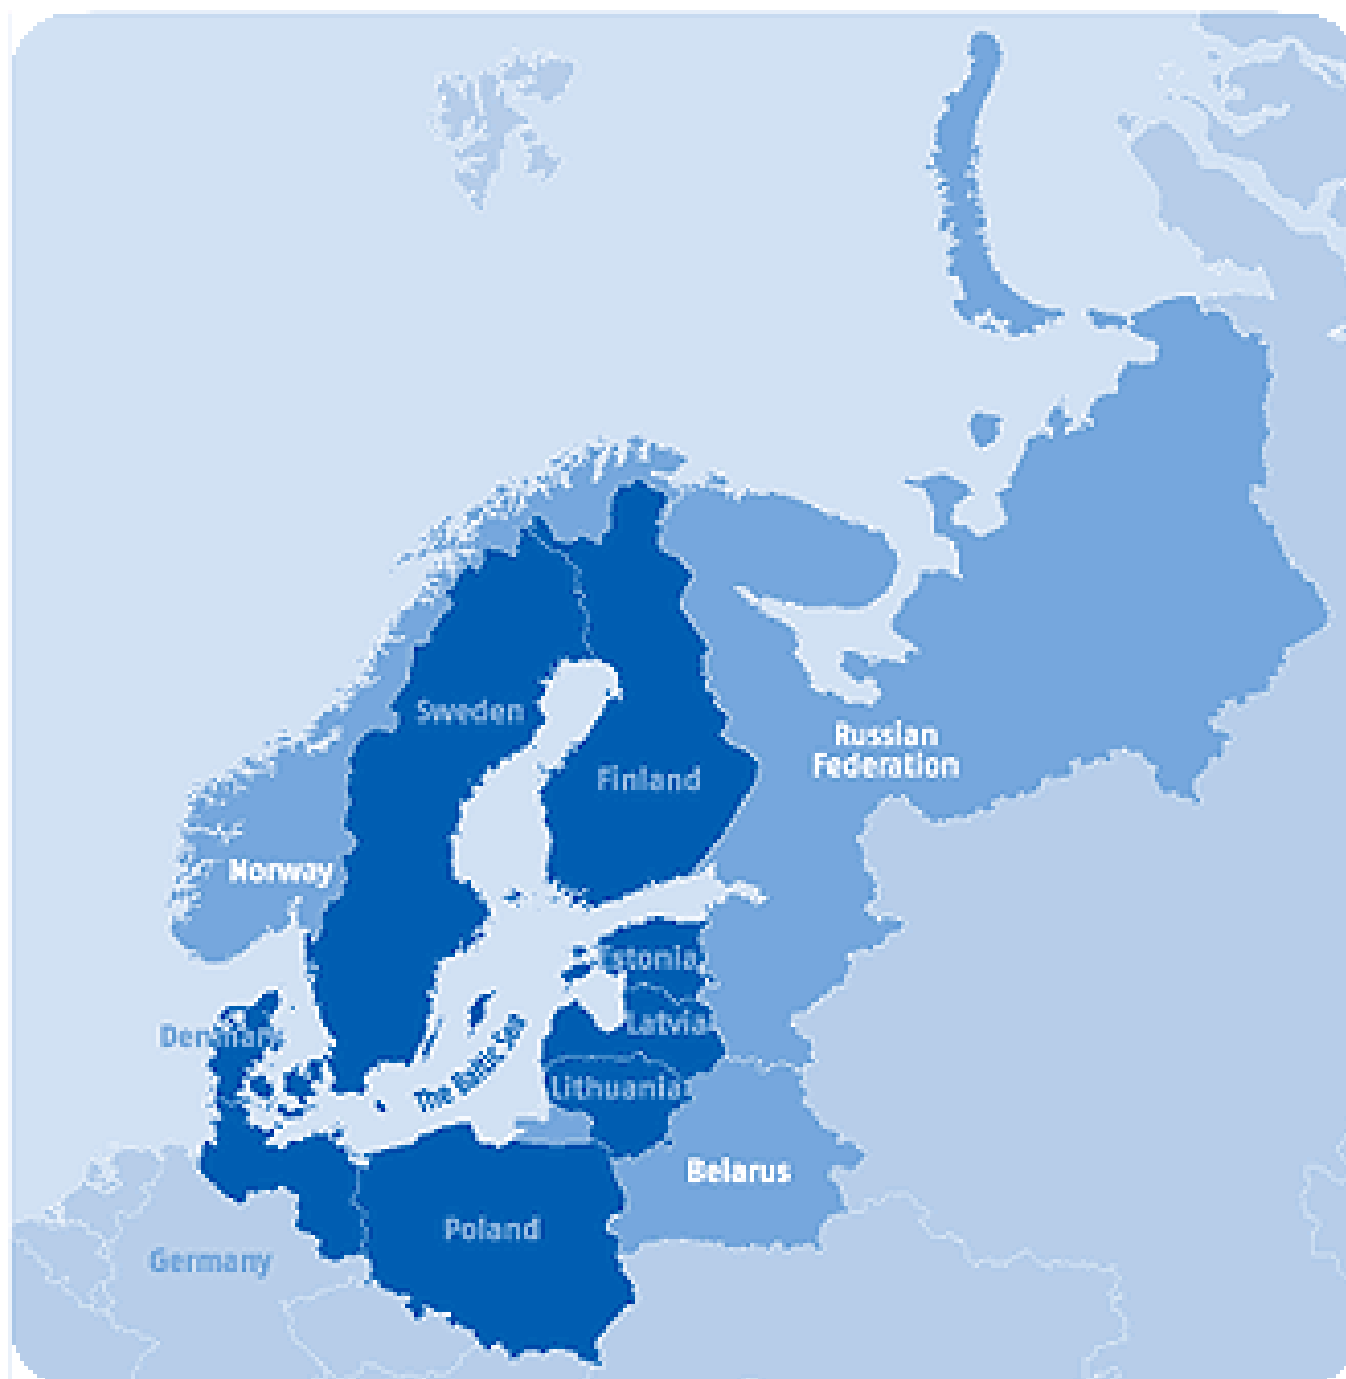 Sweden
Russian
Federation
Finland
Norway
Estonia
Latvia
Denmark
The Baltic Sea
Lithuania
Belarus
Poland
Germany